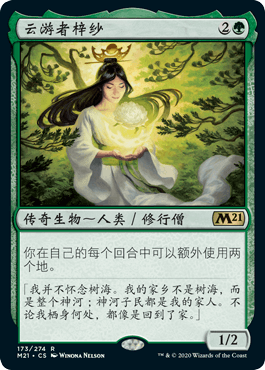 云游者梓纱 2
传奇生物～人类／修行僧 M21
你在自己的每个回合中可以额外使用两
个地。
「我并不怀念树海。我的家乡不是树海，而
是整个神河；神河子民都是我的家人。不
论我栖身何处，都像是回到了家。」
1/2
173/274 R
M21 • CS WINONA NELSON
™ & © 2020 Wizards of the Coast